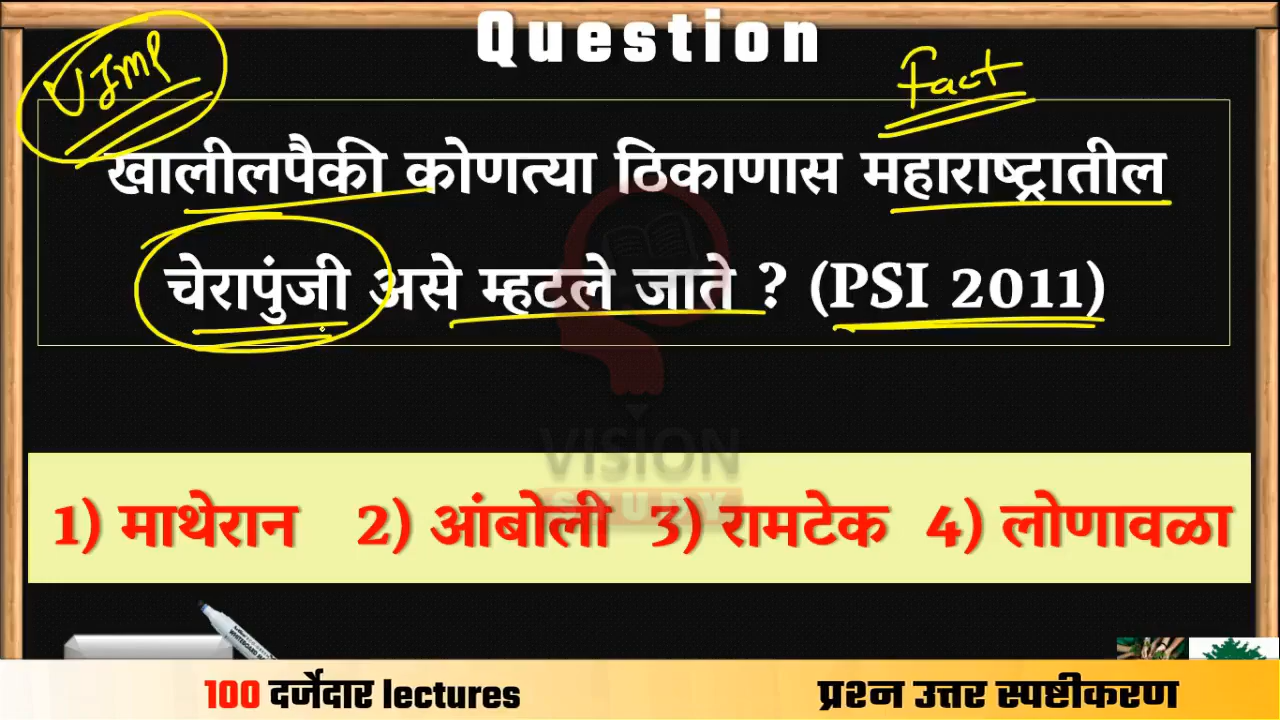 Question
VIMP
Fact
खालीलपैकी कोणत्या ठिकाणास महाराष्ट्रातील
चेरापुंजी असे म्हटले जाते ? (PSI 2011)
VISION
STUDY
1) माथेरान 2) आंबोली 3) रामटेक 4) लोणावळा
100 दर्जेदार lectures
प्रश्न उत्तर स्पष्टीकरण